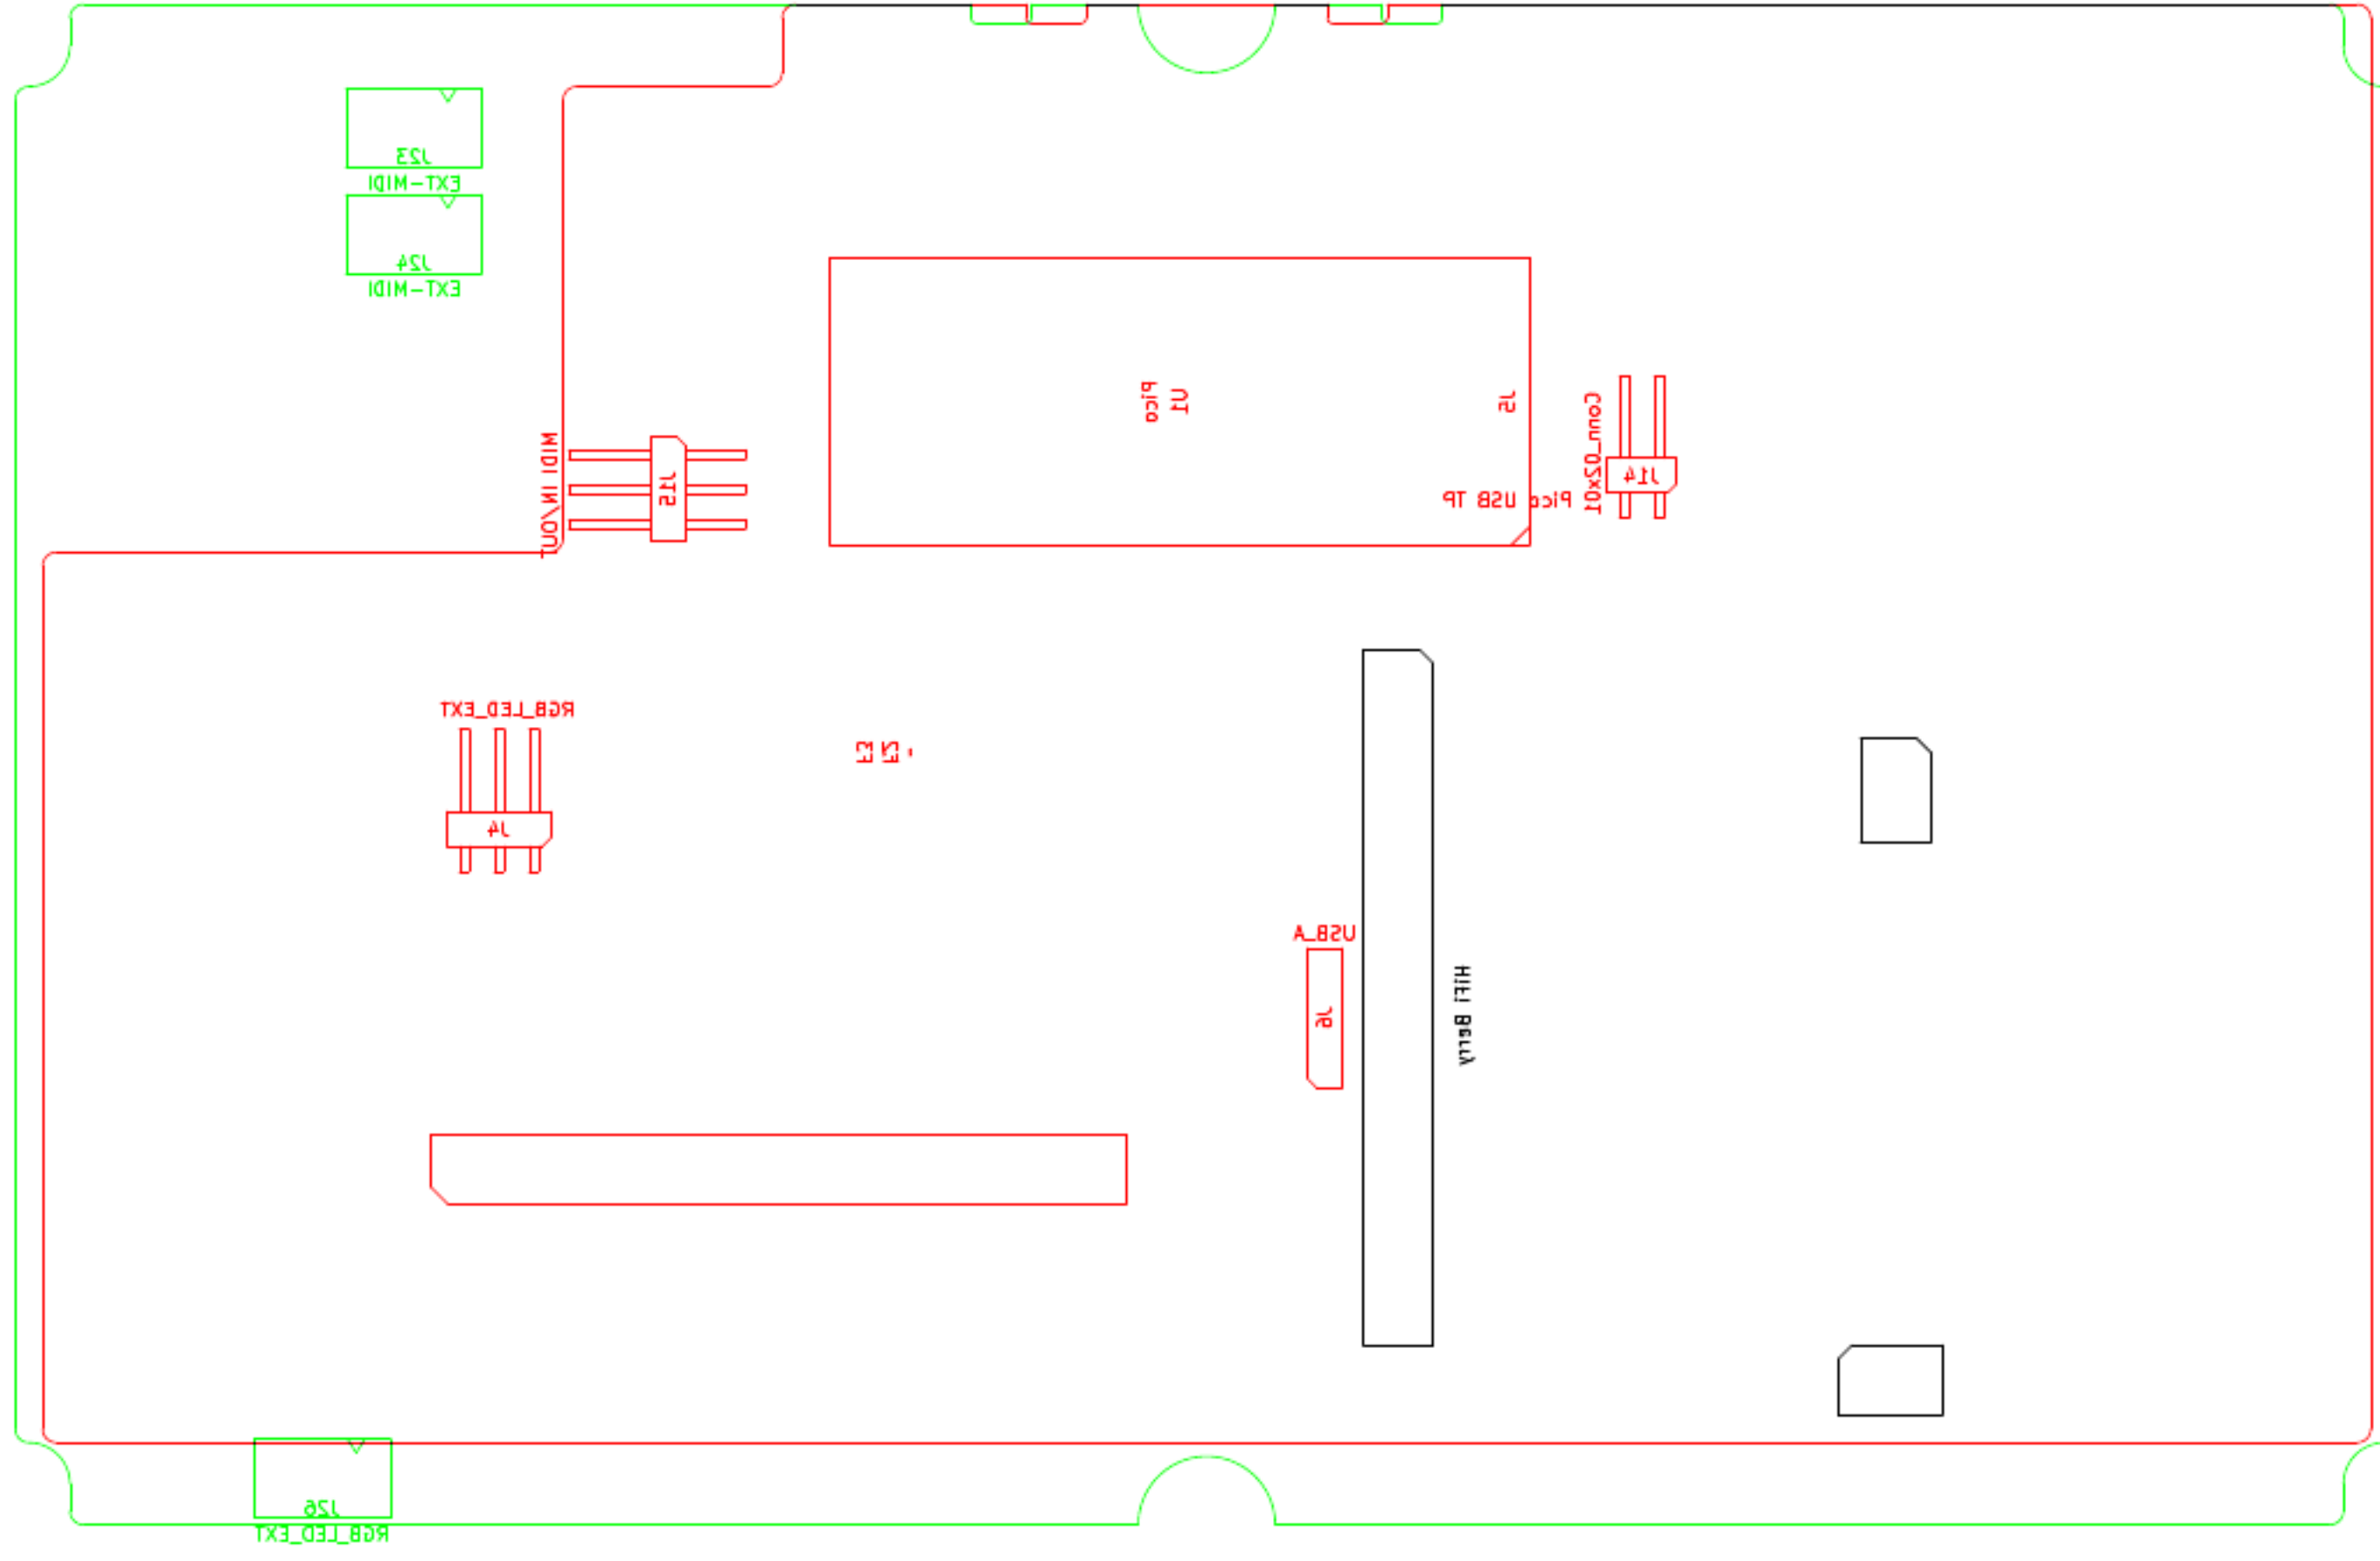 J23
EXT-MIDI
J24
EXT-MIDI
Pico
U1
J5
Conn_02x01
J14
Pico USB TP
MIDI IN/OUT
J15
RGB_LED_EXT
J4
USB_A
J6
HiFi Berry
J26
RGB_LED_EXT